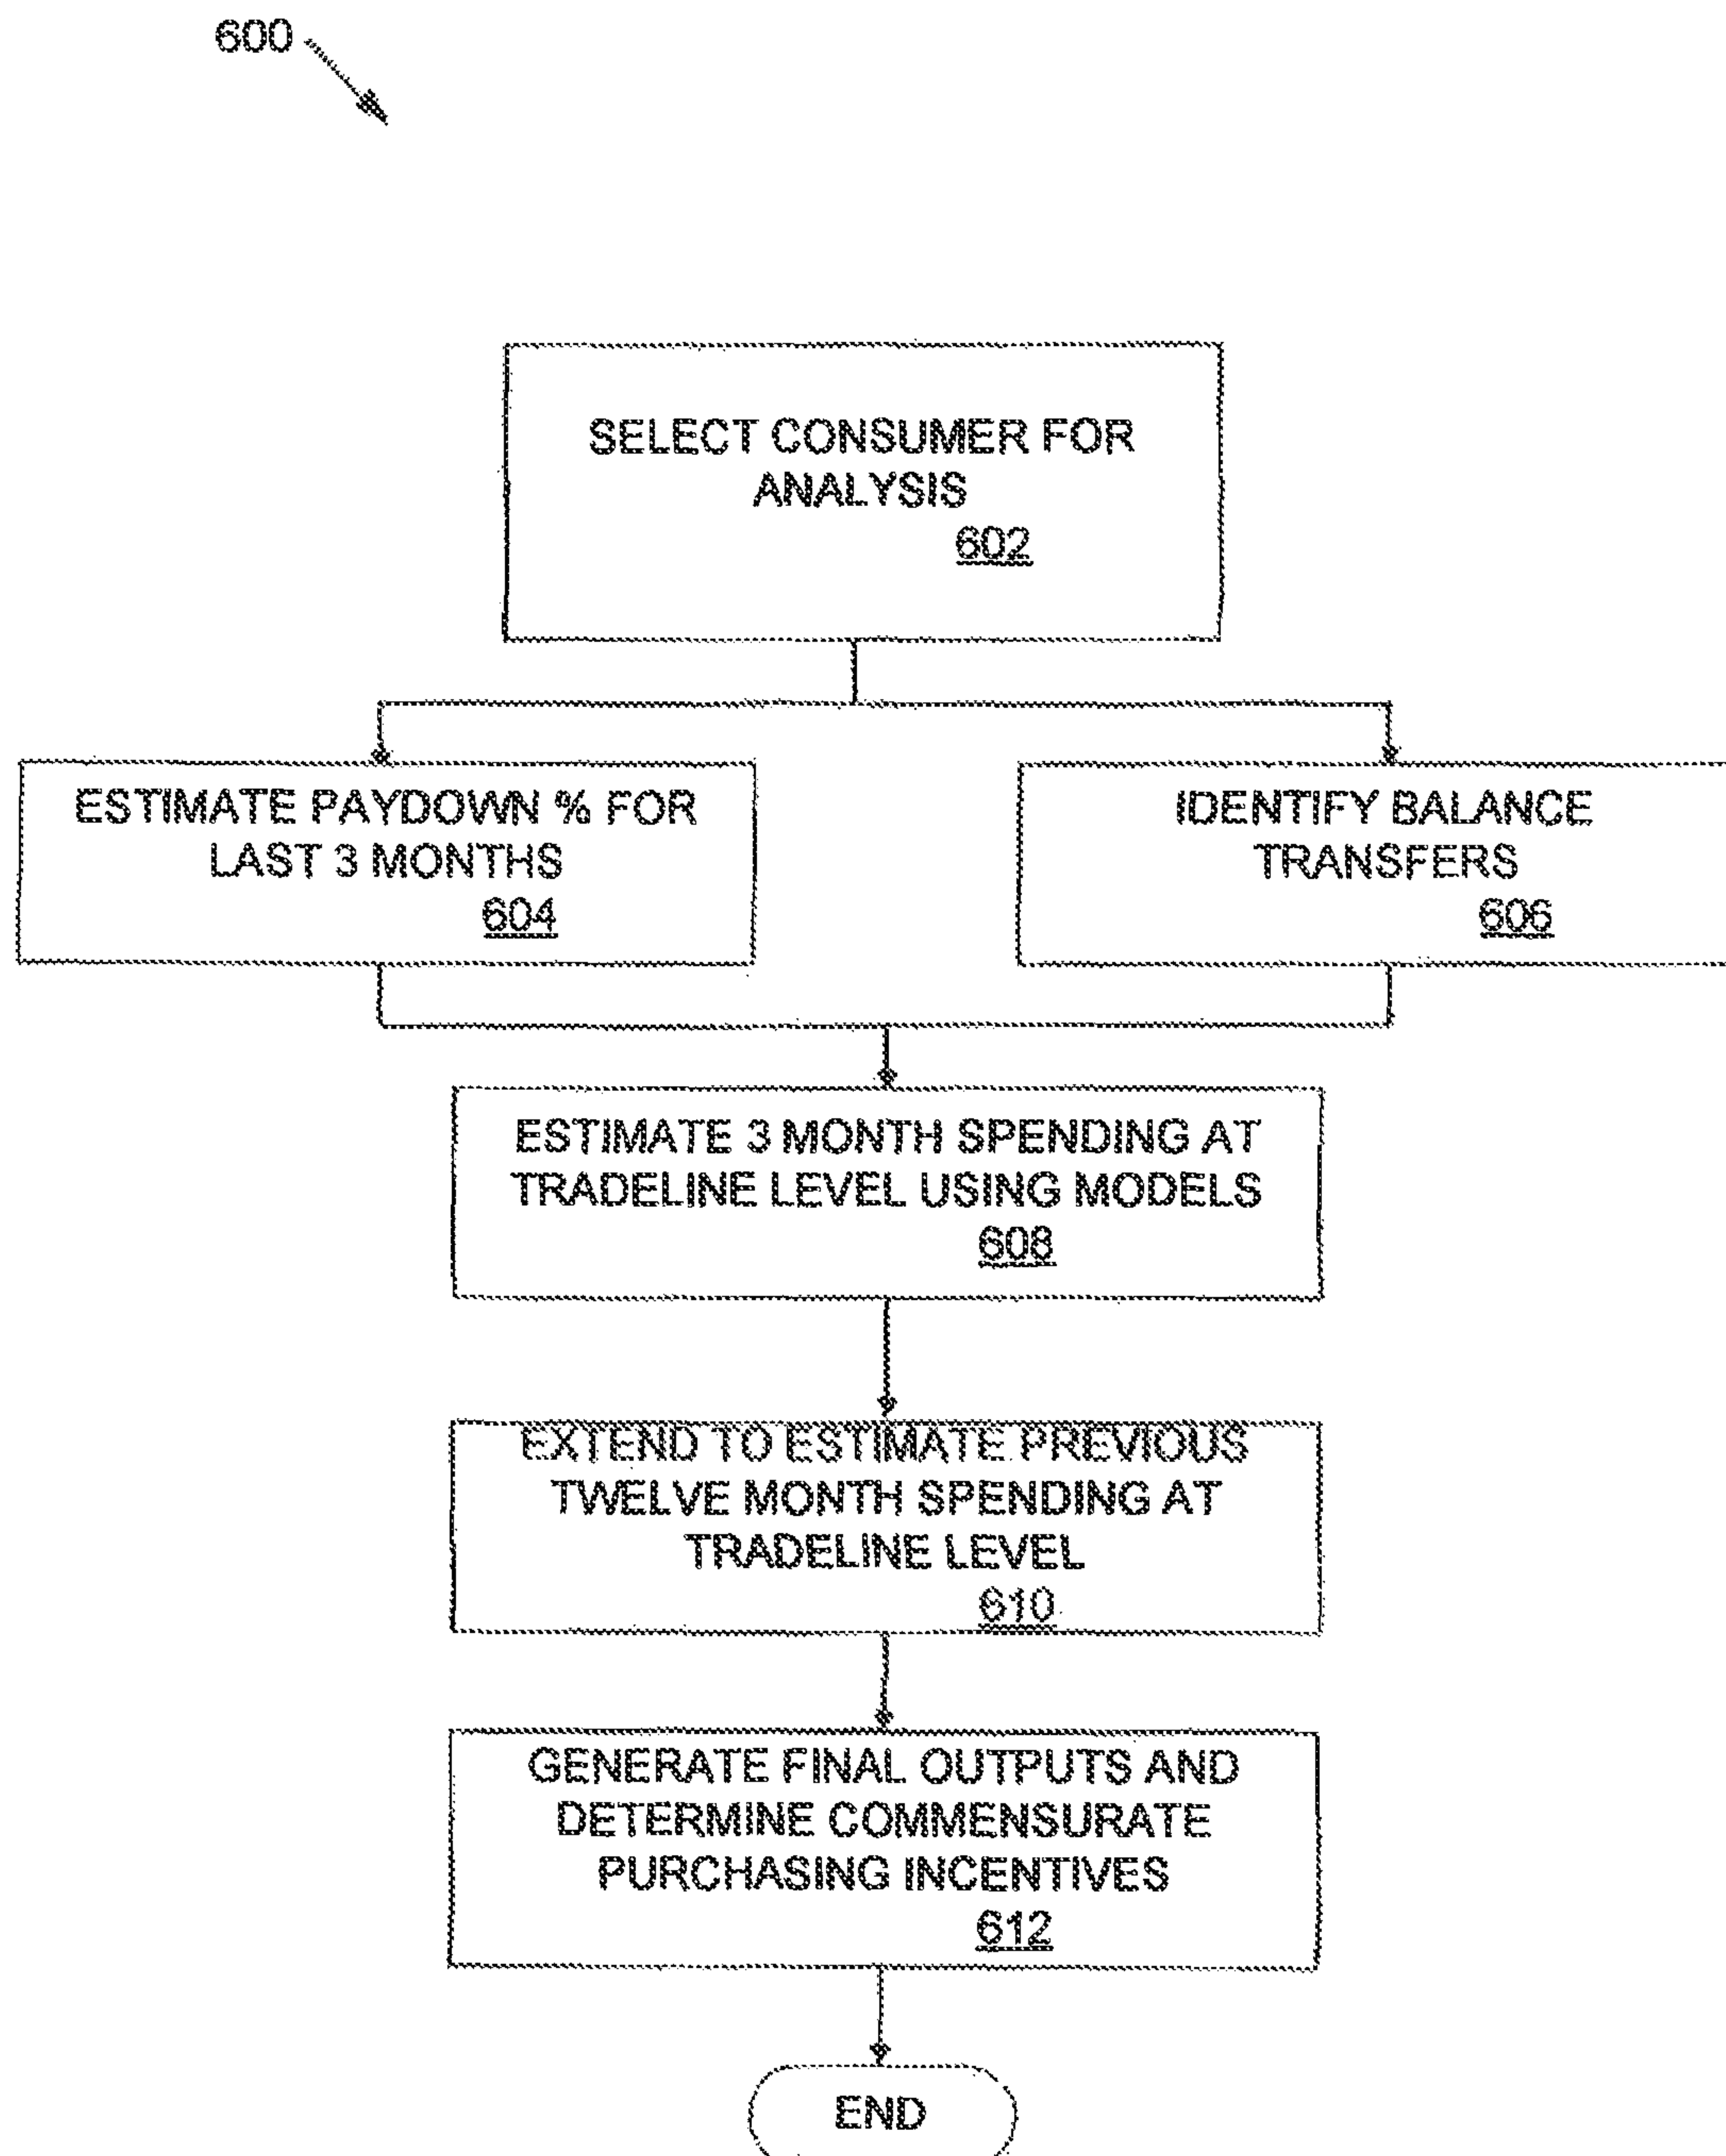 600
SELECT CONSUMER FOR
ANALYSIS
602
ESTIMATE PAYDOWN % FOR
LAST 3 MONTHS
604
IDENTIFY BALANCE
TRANSFERS
606
ESTIMATE 3 MONTH SPENDING AT
TRADELINE LEVEL USING MODELS
608
EXTEND TO ESTIMATE PREVIOUS
TWELVE MONTH SPENDING AT
TRADELINE LEVEL
610
GENERATE FINAL OUTPUTS AND
DETERMINE COMMENSURATE
PURCHASING INCENTIVES
612
END